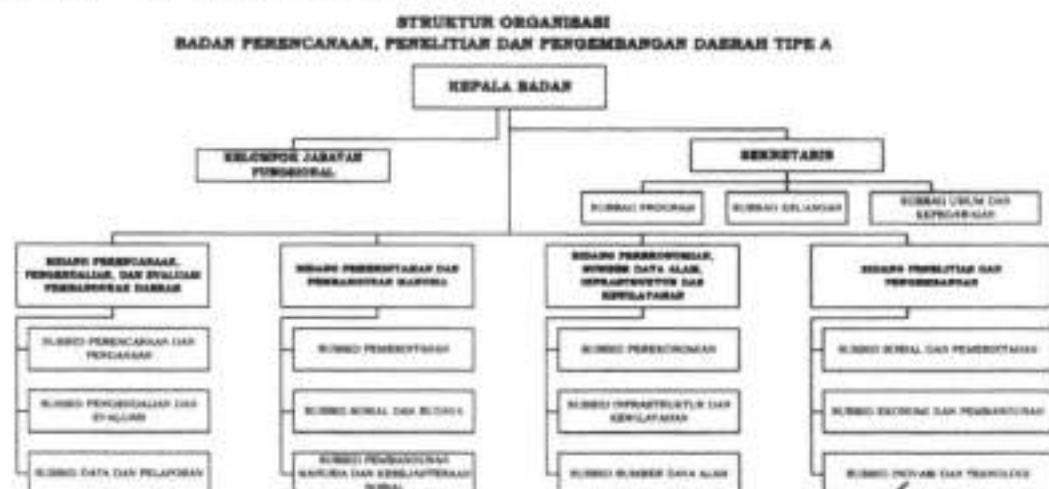 STRUKTUR ORGANISASI
BADAN PERENCANAAN, PENELITIAN DAN PENGEMBANGAN DAERAH TIPE A
KEPALA BADAN
KELOMPOK JABATAN
FUNGSIONAL
SEKRETARIS
SUBBAG PROGRAM
SUBBAG KEUANGAN
SUBBAG UMUM DAN
KEPEGAWAIAN
BIDANG PERENCANAAN,
PENGENDALIAN, DAN EVALUASI
PEMBANGUNAN DAERAH
BIDANG PEMERINTAHAN DAN
PEMBANGUNAN MANUSIA
BIDANG PEREKONOMIAN,
SUMBER DAYA ALAM,
INFRASTRUKTUR DAN
KEWILAYAHAN
BIDANG PENELITIAN DAN
PENGEMBANGAN
SUBBID PERENCANAAN DAN
PENDANAAN
SUBBID PEMERINTAHAN
SUBBID PEREKONOMIAN
SUBBID SOSIAL DAN PEMERINTAHAN
SUBBID PENGENDALIAN DAN
EVALUASI
SUBBID SOSIAL DAN BUDAYA
SUBBID INFRASTRUKTUR DAN
KEWILAYAHAN
SUBBID EKONOMI DAN PEMBANGUNAN
SUBBID DATA DAN PELAPORAN
SUBBID PEMBANGUNAN
MANUSIA DAN KESEJAHTERAAN
SOSIAL
SUBBID SUMBER DAYA ALAM
SUBBID INOVASI DAN TEKNOLOGI